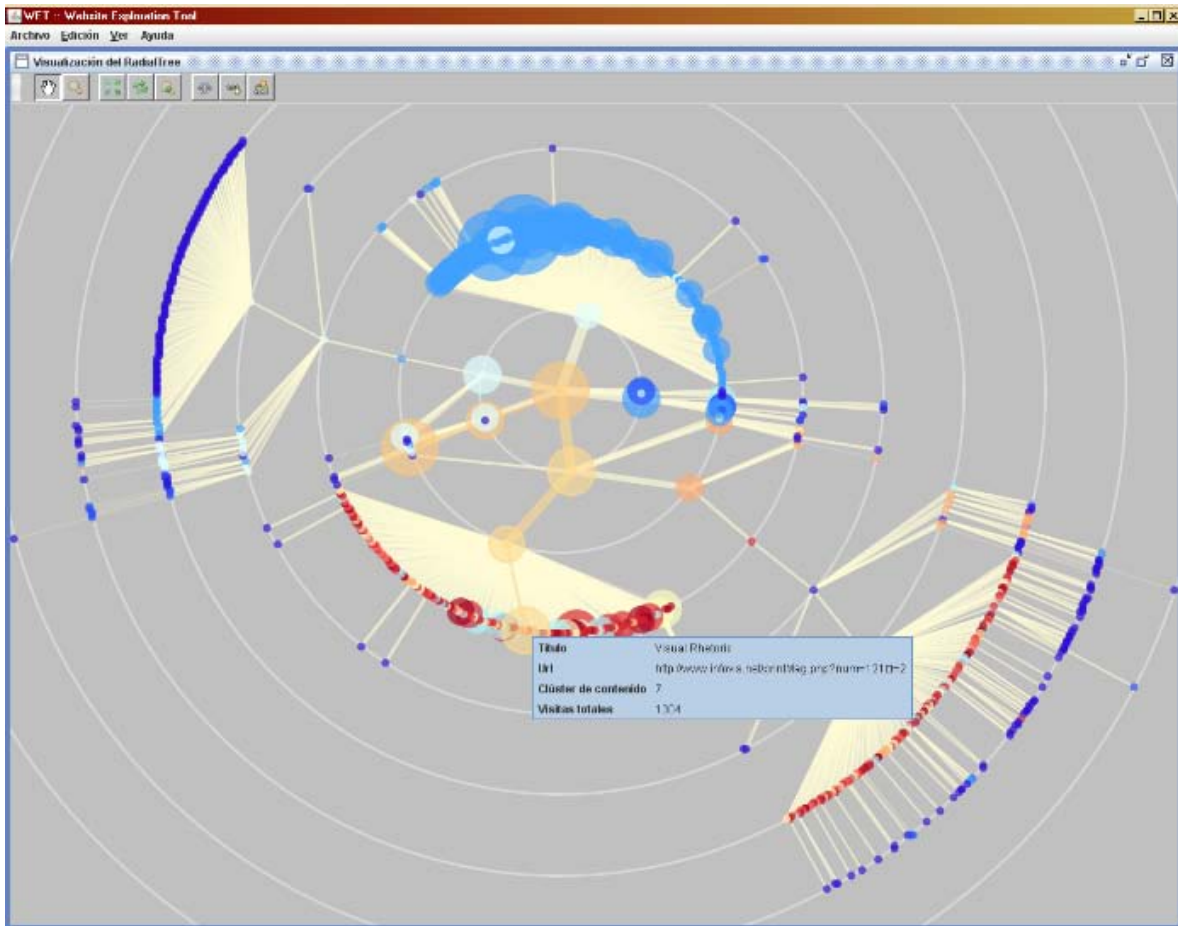 WET :: Website Exploration Tool
Archivo Edición Ver Ayuda
Visualización del RadialTree
Título Visual Rhetoric
Url
Clúster de contenido 7
Visitas totales